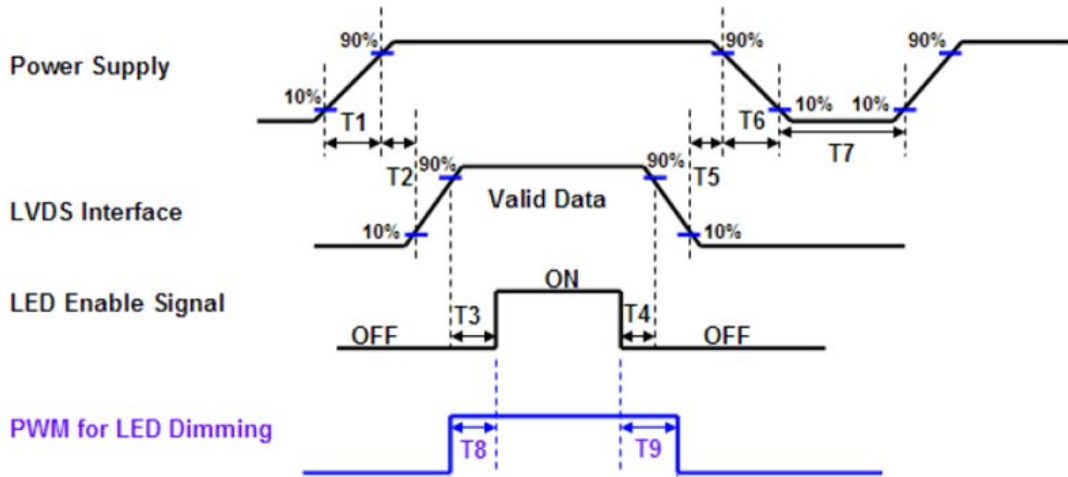 90%
90%
90%
Power Supply
10%
10%
10%
T1
T6
T7
90%
T2
90%
T5
Valid Data
LVDS Interface
10%
10%
ON
LED Enable Signal
T3
T4
OFF
OFF
PWM for LED Dimming
T8
T9